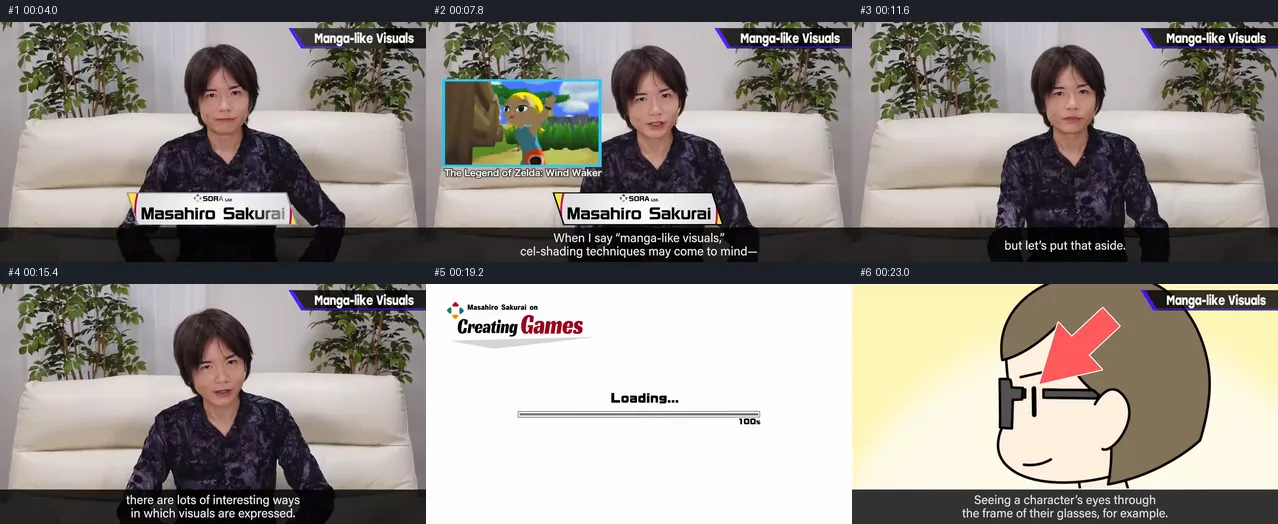 #1 00:04.0
Manga-like Visuals
SORA Ltd.
Masahiro Sakurai
#2 00:07.8
Manga-like Visuals
The Legend of Zelda: Wind Waker
SORA Ltd.
Masahiro Sakurai
When I say “manga-like visuals,”
cel-shading techniques may come to mind—
#3 00:11.6
Manga-like Visuals
but let’s put that aside.
#4 00:15.4
Manga-like Visuals
there are lots of interesting ways
in which visuals are expressed.
#5 00:19.2
Masahiro Sakurai on
Creating Games
Loading...
100%
#6 00:23.0
Manga-like Visuals
Seeing a character’s eyes through
the frame of their glasses, for example.